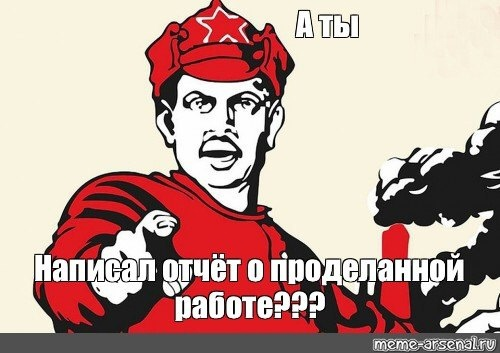 А ты
Написал отчёт о проделанной
работе???
meme-arsenal.ru